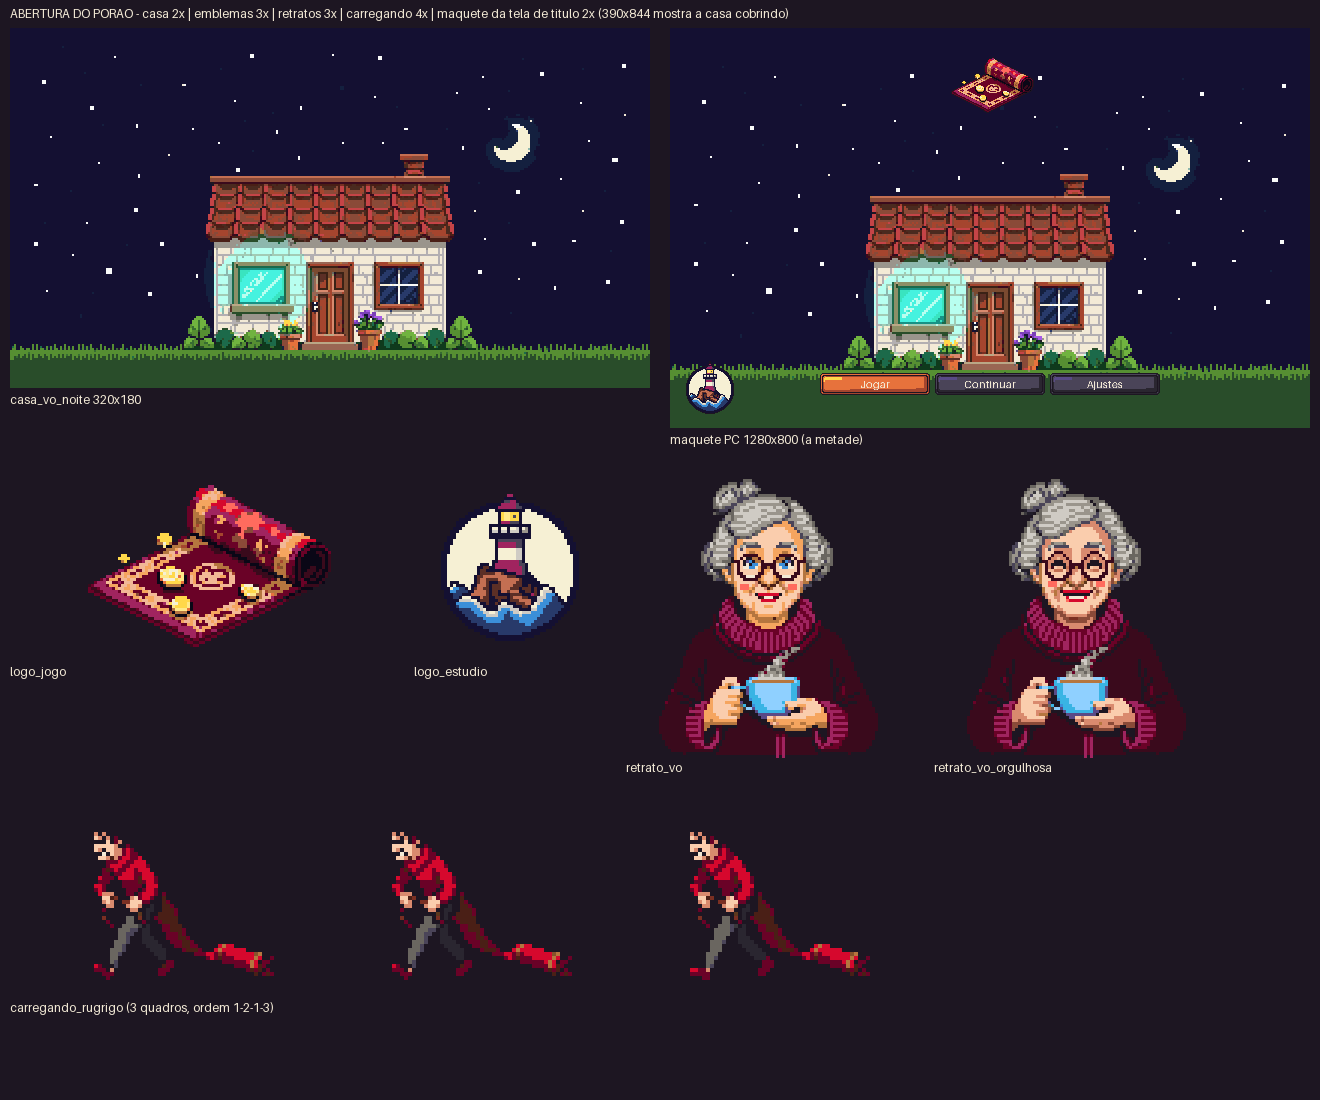 ABERTURA DO PORAO - casa 2x | emblemas 3x | retratos 3x | carregando 4x | maquete da tela de titulo 2x (390x844 mostra a casa cobrindo)
Jogar
Continuar
Ajustes
casa_vo_noite 320x180
maquete PC 1280x800 (a metade)
logo_jogo
logo_estudio
retrato_vo
retrato_vo_orgulhosa
carregando_rugrigo (3 quadros, ordem 1-2-1-3)